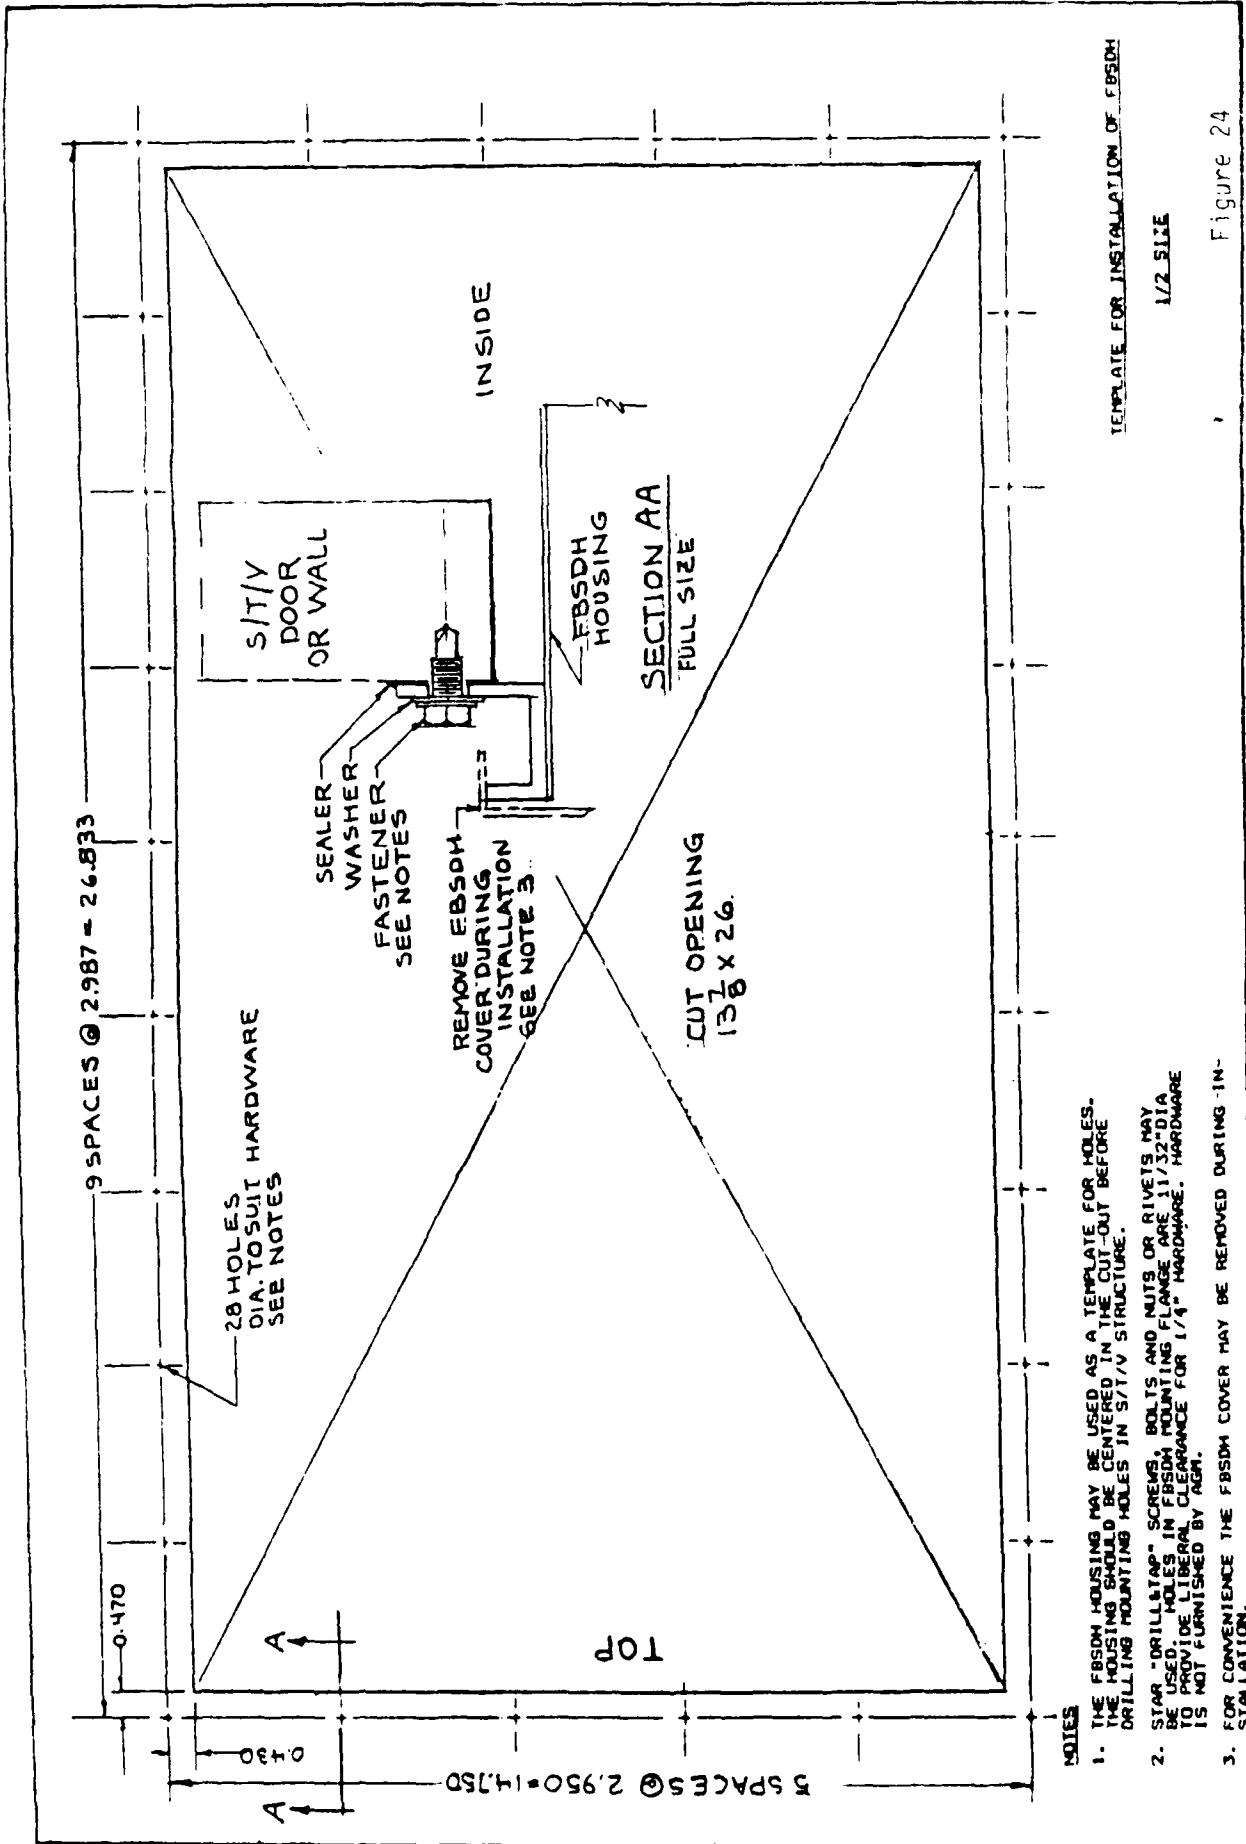 9 SPACES @ 2.987 = 26.833
0.470
28 HOLES
DIA. TO SUIT HARDWARE
SEE NOTES
SEALER
WASHER
FASTENER
SEE NOTES
S/T/V
DOOR
OR WALL
INSIDE
REMOVE FBSDH
COVER DURING
INSTALLATION
SEE NOTE 3
FBSDH
HOUSING
SECTION AA
FULL SIZE
CUT OPENING
13 7/8 X 26
A
A
TOP
0.430
5 SPACES @ 2.950=14.750
NOTES
1. THE FBSDH HOUSING MAY BE USED AS A TEMPLATE FOR HOLES.
THE HOUSING SHOULD BE CENTERED IN THE CUT-OUT BEFORE
DRILLING MOUNTING HOLES IN S/T/V STRUCTURE.
2. STAR "DRILL&TAP" SCREWS, BOLTS AND NUTS OR RIVETS MAY
BE USED. HOLES IN FBSDH MOUNTING FLANGE ARE 11/32"DIA
TO PROVIDE LIBERAL CLEARANCE FOR 1/4" HARDWARE. HARDWARE
IS NOT FURNISHED BY AGM.
3. FOR CONVENIENCE THE FBSDH COVER MAY BE REMOVED DURING IN-
STALLATION.
TEMPLATE FOR INSTALLATION OF FBSDH
1/2 SIZE
Figure 24